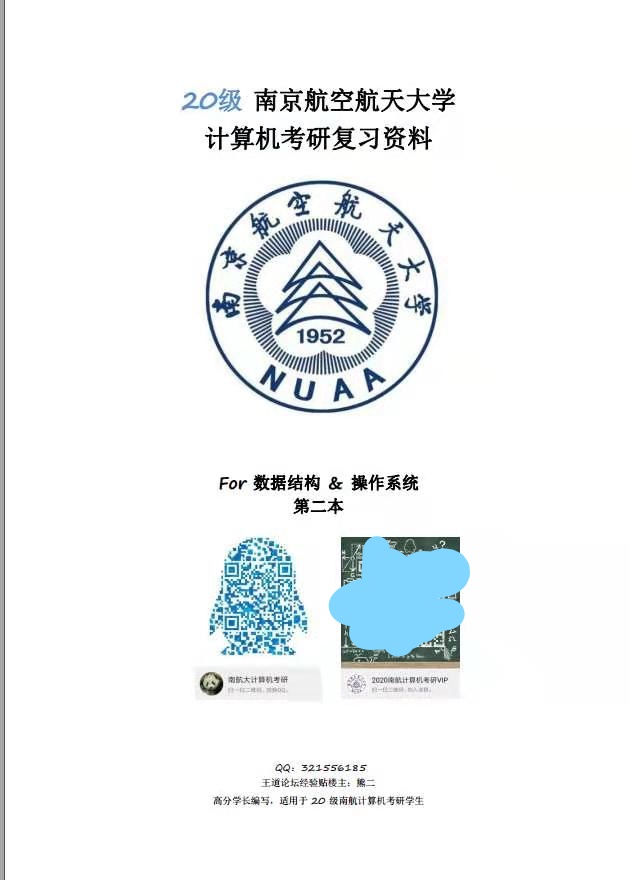 20级 南京航空航天大学
计算机考研复习资料
南京航空航天大学
1952
NUAA
For 数据结构 & 操作系统
第二本
南航大计算机考研
扫一扫二维码，加我QQ。
2020南航计算机考研VIP
扫一扫二维码，加入该群。
QQ：321556185
王道论坛经验贴楼主：熊二
高分学长编写，适用于 20 级南航计算机考研学生